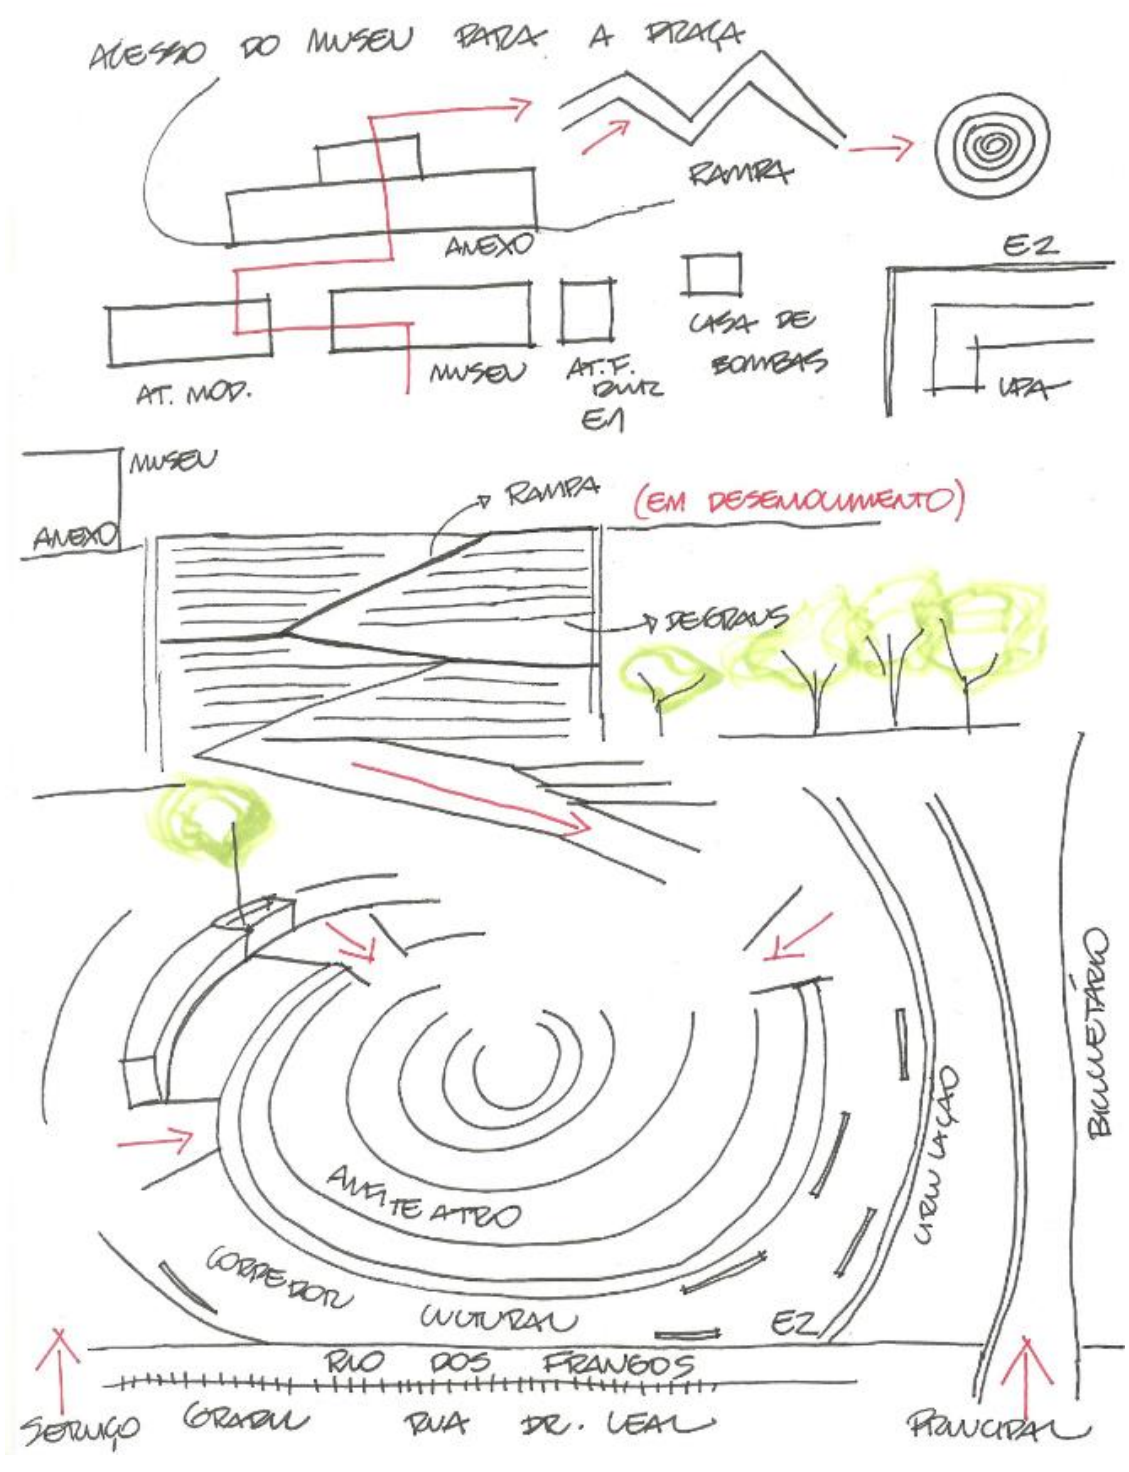 ACESSO DO MUSEU PARA A PRAÇA
RAMPA
ANEXO
E2
CASA DE
BOMBAS
MUSEU
AT. F.
RUIZ
E1
AT. MOD.
UPA
MUSEU
RAMPA
(EM DESENVOLVIMENTO)
ANEXO
DEGRAUS
BICICLETÁRIO
CIRCULAÇÃO
ANFITEATRO
CORREDOR
CULTURAL
E2
RIO DOS FRANGOS
SERVIÇO
GRADIL
RUA DR. LEAL
PRINCIPAL